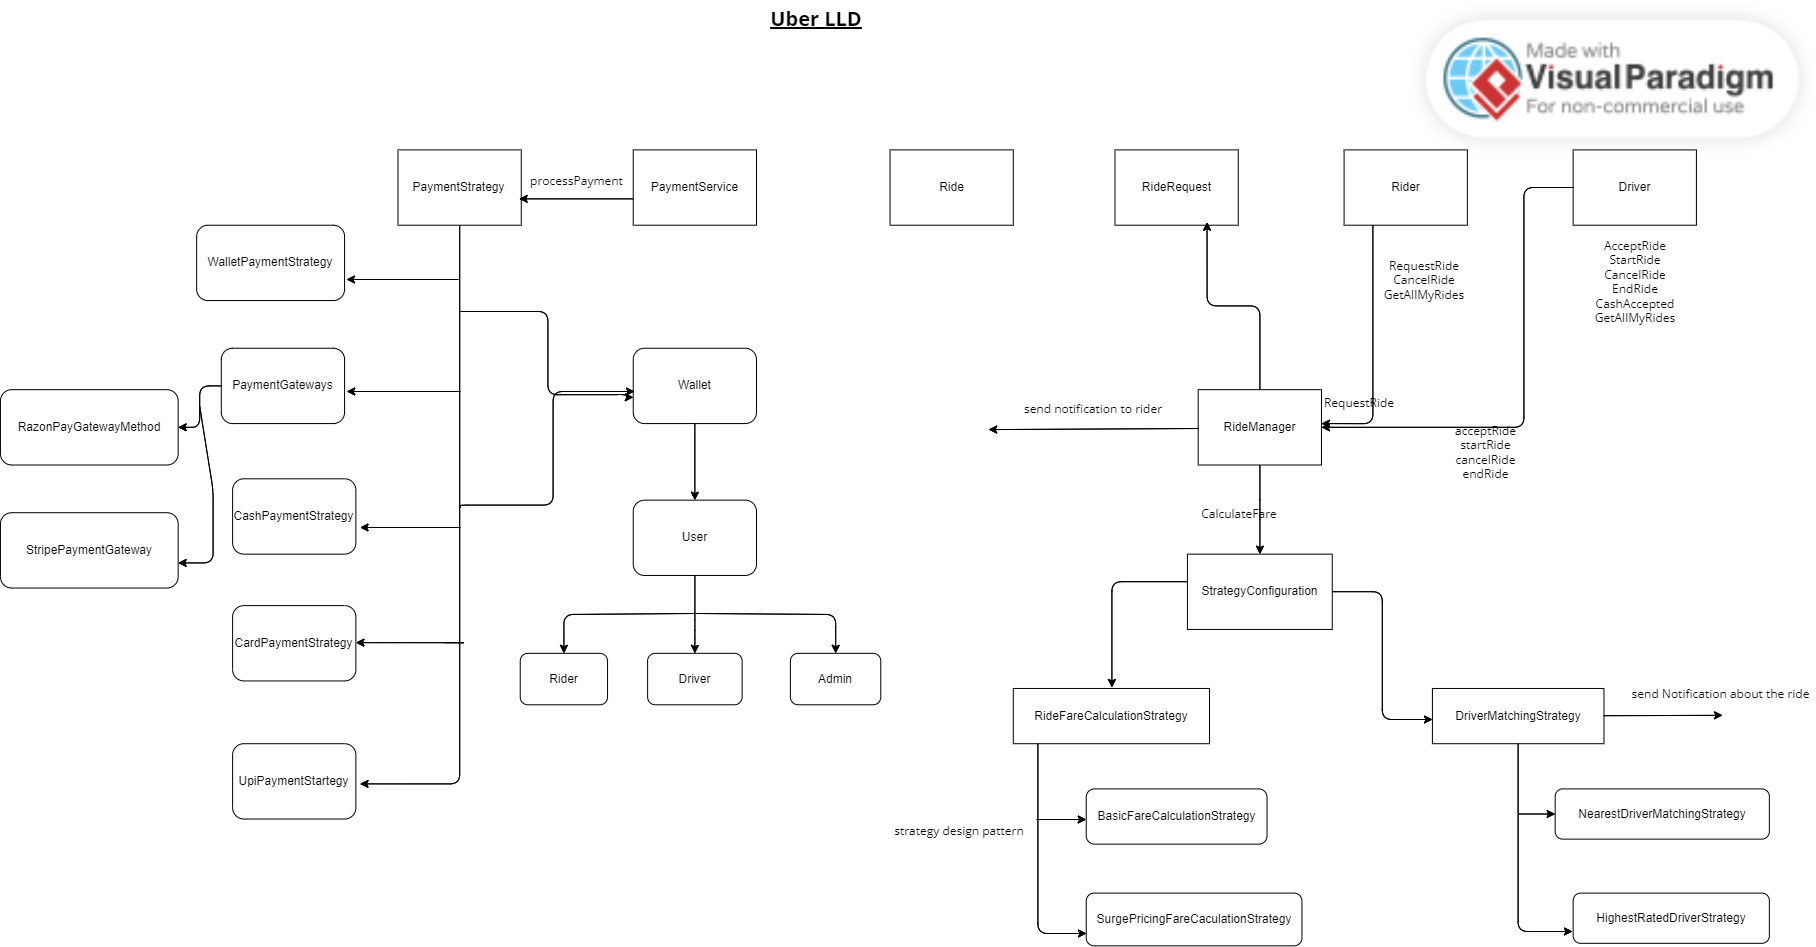 Uber LLD
Made with
Visual Paradigm
For non-commercial use
PaymentStrategy
processPayment
PaymentService
Ride
RideRequest
Rider
Driver
WalletPaymentStrategy
RequestRide
CancelRide
GetAllMyRides
AcceptRide
StartRide
CancelRide
EndRide
CashAccepted
GetAllMyRides
PaymentGateways
Wallet
RazonPayGatewayMethod
send notification to rider
RideManager
RequestRide
acceptRide
startRide
cancelRide
endRide
CashPaymentStrategy
StripePaymentGateway
User
CalculateFare
StrategyConfiguration
CardPaymentStrategy
Rider
Driver
Admin
RideFareCalculationStrategy
DriverMatchingStrategy
send Notification about the ride
UpiPaymentStartegy
strategy design pattern
BasicFareCalculationStrategy
NearestDriverMatchingStrategy
SurgePricingFareCaculationStrategy
HighestRatedDriverStrategy